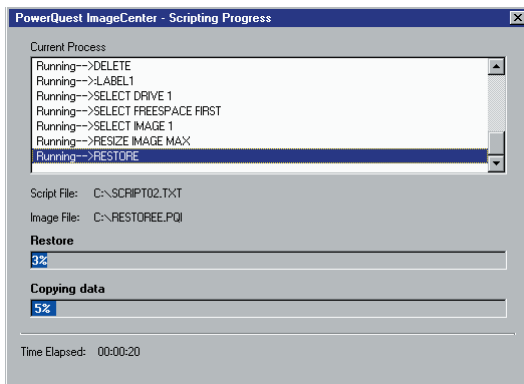 PowerQuest ImageCenter - Scripting Progress
Current Process
Running-->DELETE
Running-->:LABEL1
Running-->SELECT DRIVE 1
Running-->SELECT FREESPACE FIRST
Running-->SELECT IMAGE 1
Running-->RESIZE IMAGE MAX
Running-->RESTORE
Script File: C:\SCRIPT02.TXT
Image File: C:\RESTOREE.PQI
Restore
3%
Copying data
5%
Time Elapsed: 00:00:20